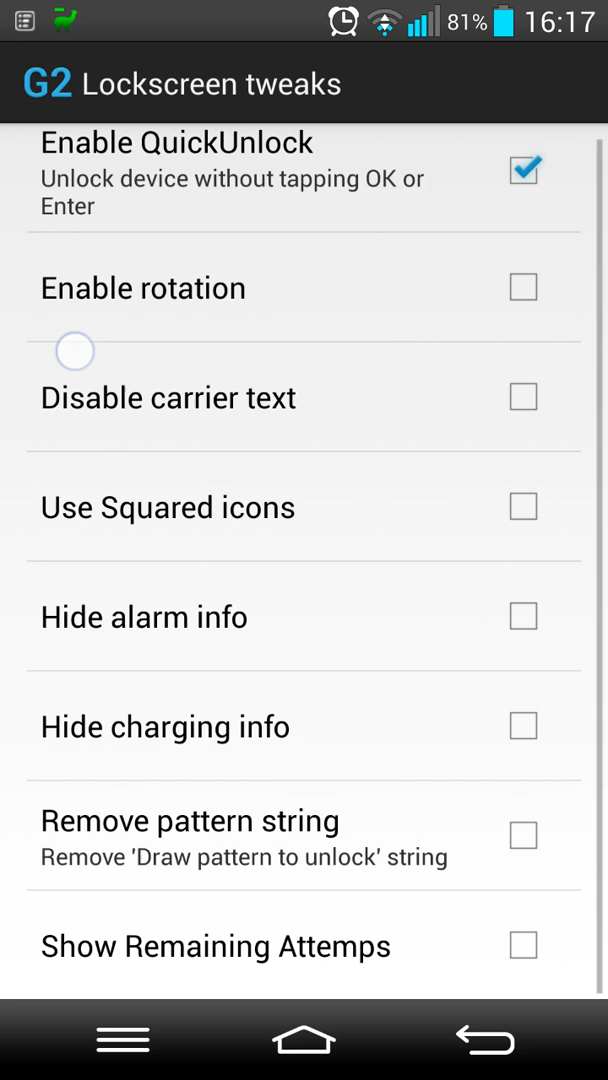 81% 16:17
G2 Lockscreen tweaks
Enable QuickUnlock
Unlock device without tapping OK or
Enter
Enable rotation
Disable carrier text
Use Squared icons
Hide alarm info
Hide charging info
Remove pattern string
Remove 'Draw pattern to unlock' string
Show Remaining Attemps